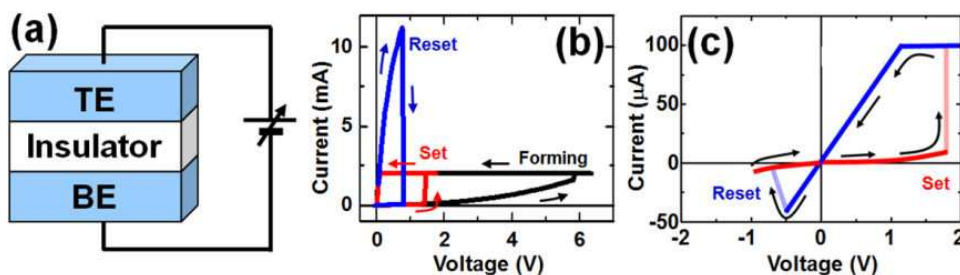 (a)
TE
Insulator
BE
(b)
Current (mA)
10
5
0
Reset
Set
Forming
0 2 4 6
Voltage (V)
(c)
Current (μA)
100
50
0
-50
Reset
Set
-2 -1 0 1 2
Voltage (V)